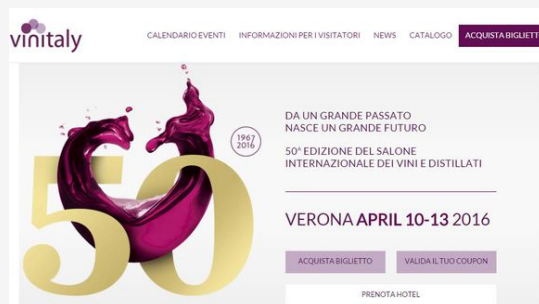 vinitaly
CALENDARIO EVENTI INFORMAZIONI PER I VISITATORI NEWS CATALOGO ACQUISTA BIGLIETT
50
1967
2016
DA UN GRANDE PASSATO
NASCE UN GRANDE FUTURO
50ª EDIZIONE DEL SALONE
INTERNAZIONALE DEI VINI E DISTILLATI
VERONA APRIL 10-13 2016
ACQUISTA BIGLIETTO VALIDA IL TUO COUPON
PRENOTA HOTEL